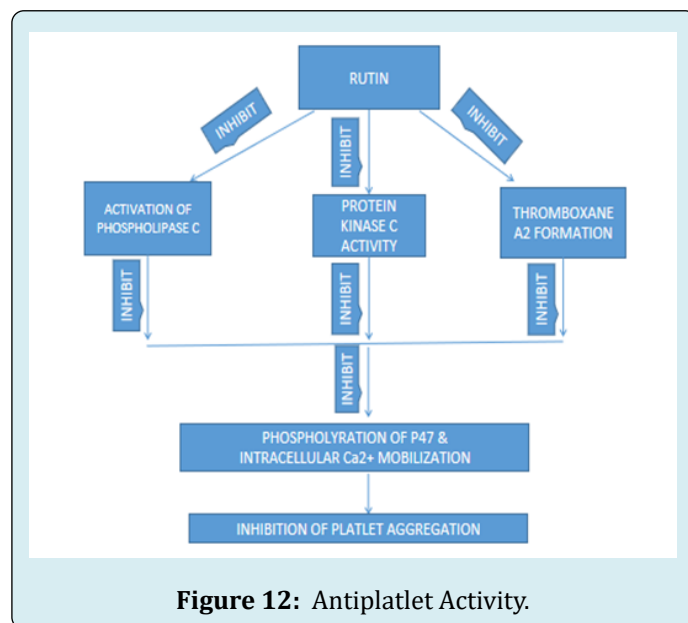 RUTIN
INHIBIT
INHIBIT
INHIBIT
ACTIVATION OF
PHOSPHOLIPASE C
PROTEIN
KINASE C
ACTIVITY
THROMBOXANE
A2 FORMATION
INHIBIT
INHIBIT
INHIBIT
INHIBIT
PHOSPHOLYRATION OF P47 &
INTRACELLULAR Ca2+ MOBILIZATION
INHIBITION OF PLATLET AGGREGATION
Figure 12: Antiplatlet Activity.